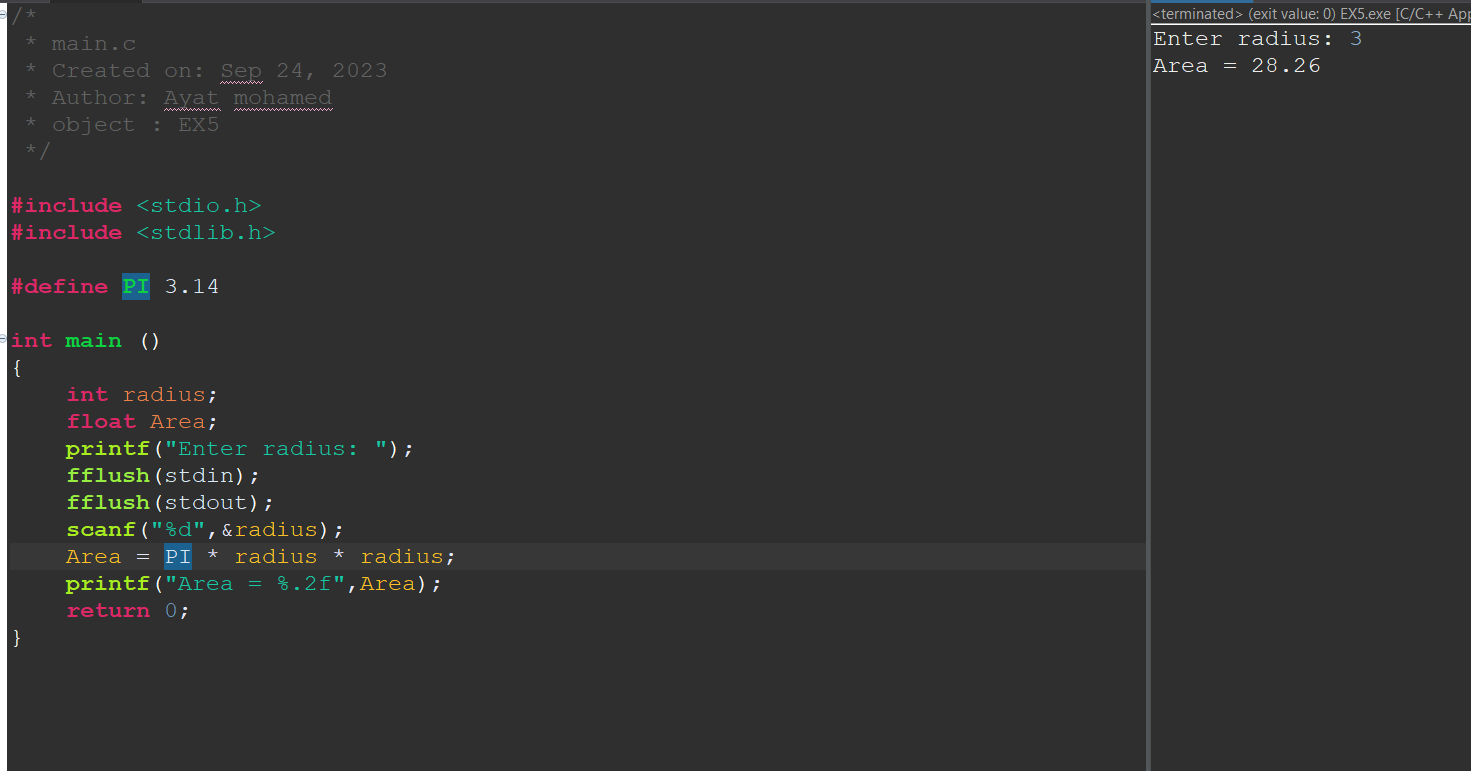 /*
 * main.c
 * Created on: Sep 24, 2023
 * Author: Ayat mohamed
 * object : EX5
 */

#include <stdio.h>
#include <stdlib.h>

#define PI 3.14

int main ()
{
    int radius;
    float Area;
    printf("Enter radius: ");
    fflush(stdin);
    fflush(stdout);
    scanf("%d",&radius);
    Area = PI * radius * radius;
    printf("Area = %.2f",Area);
    return 0;
}
<terminated> (exit value: 0) EX5.exe [C/C++ App
Enter radius: 3
Area = 28.26